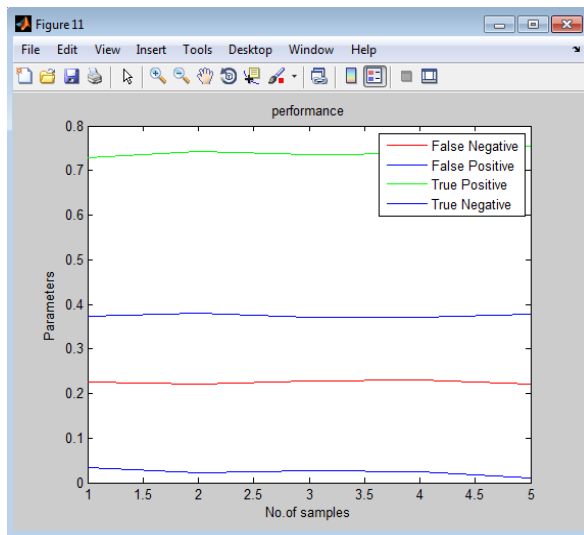 Figure 11
File Edit View Insert Tools Desktop Window Help
performance
0.8
0.7
0.6
0.5
0.4
0.3
0.2
0.1
0
Parameters
False Negative
False Positive
True Positive
True Negative
1 1.5 2 2.5 3 3.5 4 4.5 5
No.of samples